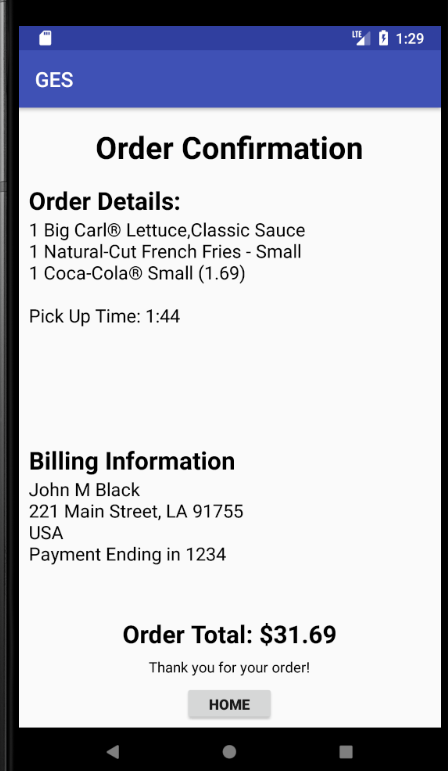 LTE 1:29
GES
Order Confirmation
Order Details:
1 Big Carl® Lettuce,Classic Sauce
1 Natural-Cut French Fries - Small
1 Coca-Cola® Small (1.69)
Pick Up Time: 1:44
Billing Information
John M Black
221 Main Street, LA 91755
USA
Payment Ending in 1234
Order Total: $31.69
Thank you for your order!
HOME